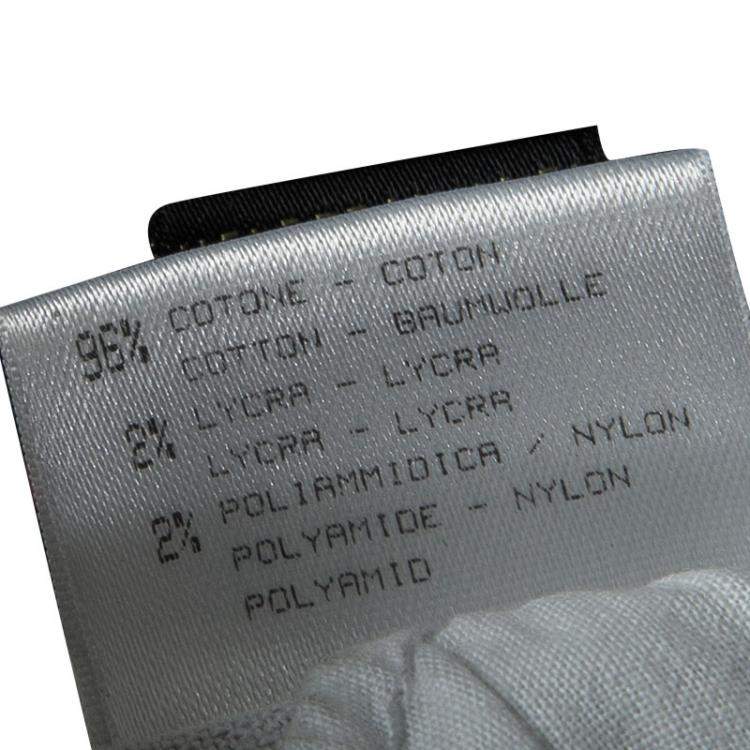 96% COTONE - COTON
COTTON - BAUMWOLLE
2% LYCRA - LYCRA
LYCRA - LYCRA
2% POLIAMMIDICA / NYLON
POLYAMIDE - NYLON
POLYAMID